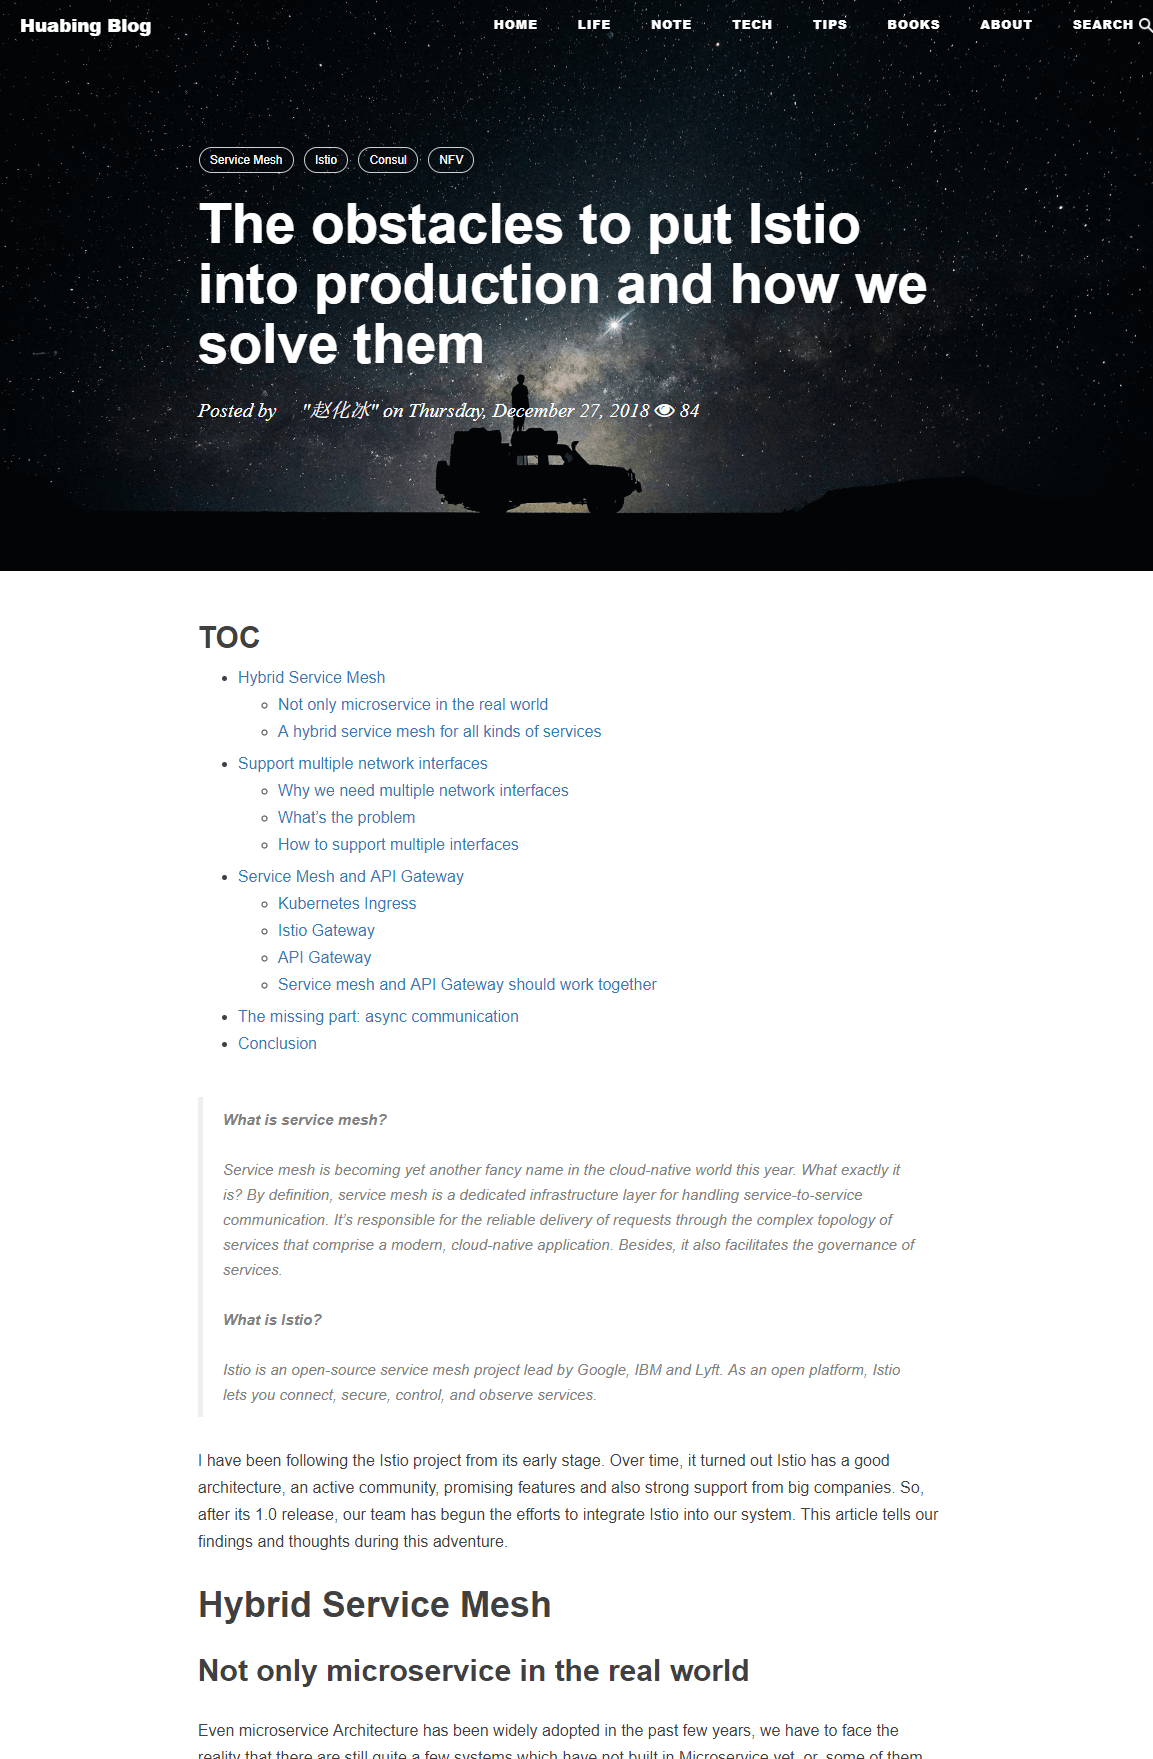 Huabing Blog
HOME LIFE NOTE TECH TIPS BOOKS ABOUT SEARCH
Service Mesh Istio Consul NFV
The obstacles to put Istio
into production and how we
solve them
Posted by "赵化冰" on Thursday, December 27, 2018 84
TOC
Hybrid Service Mesh
Not only microservice in the real world
A hybrid service mesh for all kinds of services
Support multiple network interfaces
Why we need multiple network interfaces
What’s the problem
How to support multiple interfaces
Service Mesh and API Gateway
Kubernetes Ingress
Istio Gateway
API Gateway
Service mesh and API Gateway should work together
The missing part: async communication
Conclusion
What is service mesh?
Service mesh is becoming yet another fancy name in the cloud-native world this year. What exactly it
is? By definition, service mesh is a dedicated infrastructure layer for handling service-to-service
communication. It’s responsible for the reliable delivery of requests through the complex topology of
services that comprise a modern, cloud-native application. Besides, it also facilitates the governance of
services.
What is Istio?
Istio is an open-source service mesh project lead by Google, IBM and Lyft. As an open platform, Istio
lets you connect, secure, control, and observe services.
I have been following the Istio project from its early stage. Over time, it turned out Istio has a good
architecture, an active community, promising features and also strong support from big companies. So,
after its 1.0 release, our team has begun the efforts to integrate Istio into our system. This article tells our
findings and thoughts during this adventure.
Hybrid Service Mesh
Not only microservice in the real world
Even microservice Architecture has been widely adopted in the past few years, we have to face the
reality that there are still quite a few systems which have not built in Microservice yet, or, some of them